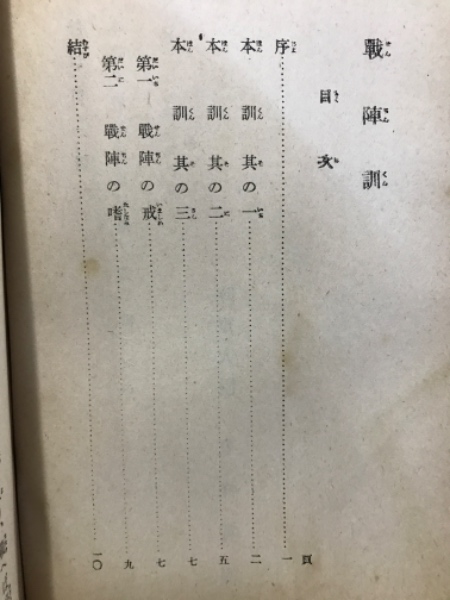 戰陣訓
目次
序 一頁
本訓 其の一 二
本訓 其の二 五
本訓 其の三 七
第一 戰陣の戒 七
第二 戰陣の嗜 九
結 一〇